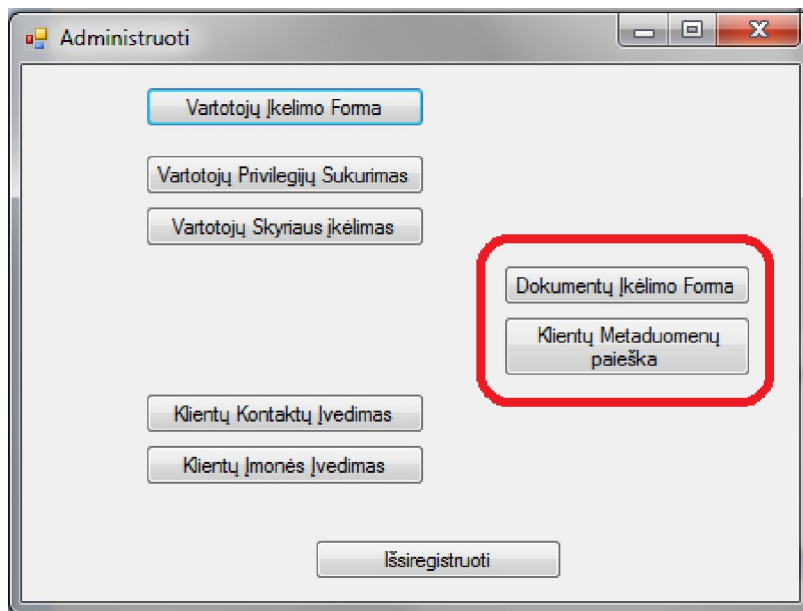 Administruoti
Vartotojų Įkelimo Forma
Vartotojų Privilegijų Sukurimas
Vartotojų Skyriaus įkėlimas
Dokumentų Įkėlimo Forma
Klientų Metaduomenų
paieška
Klientų Kontaktų Įvedimas
Klientų Įmonės Įvedimas
Išsiregistruoti